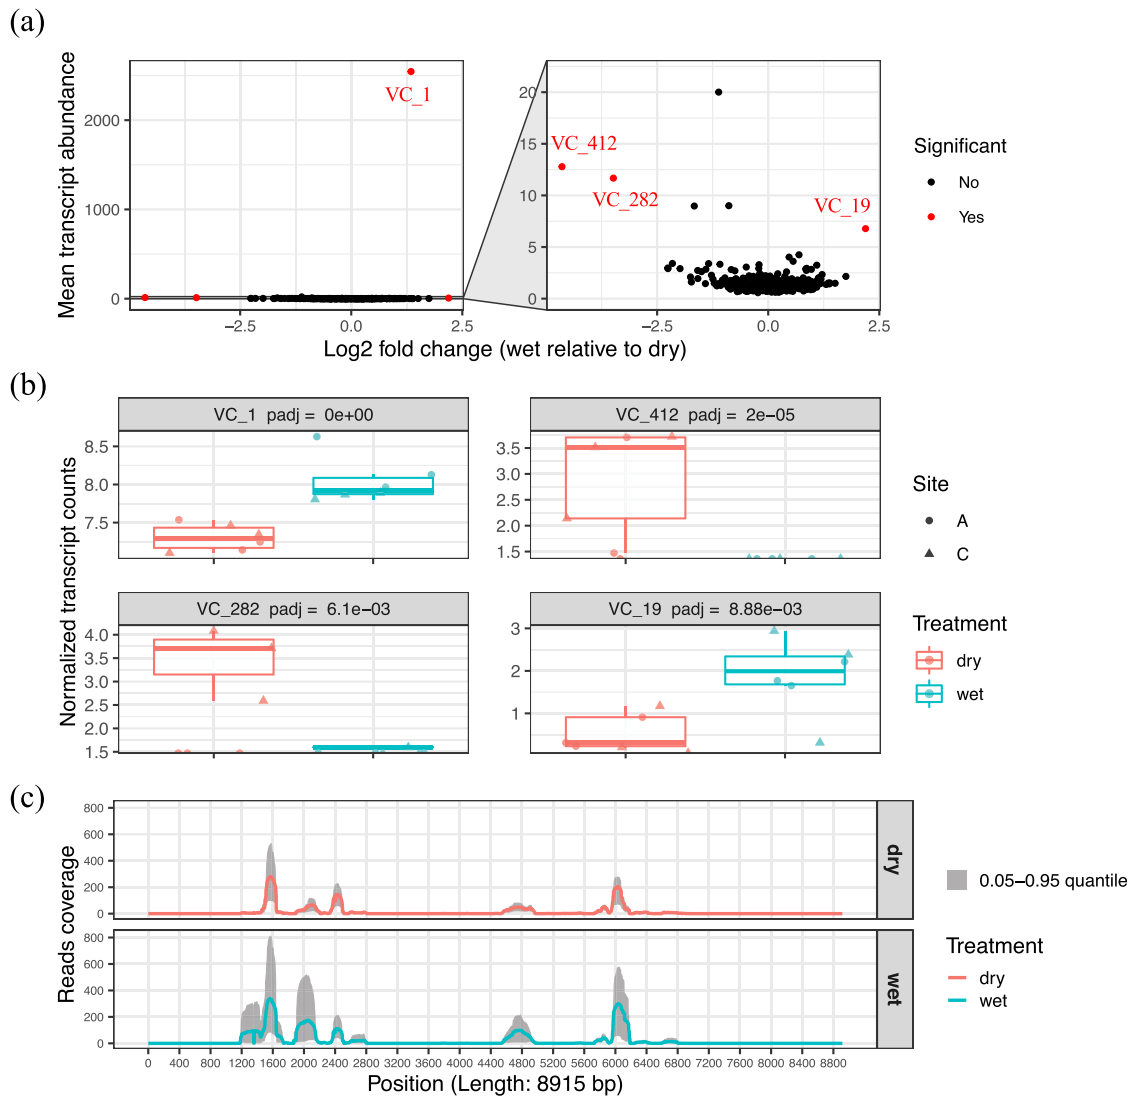 (a)
Mean transcript abundance
2000
1000
0
−2.5
0.0
2.5
VC_1
20
15
10
5
0
−2.5
0.0
2.5
VC_412
VC_282
VC_19
Log2 fold change (wet relative to dry)
Significant
No
Yes
(b)
Normalized transcript counts
VC_1 padj = 0e+00
8.5
8.0
7.5
VC_412 padj = 2e−05
3.5
3.0
2.5
2.0
1.5
VC_282 padj = 6.1e−03
4.0
3.5
3.0
2.5
2.0
1.5
VC_19 padj = 8.88e−03
3
2
1
Site
A
C
Treatment
dry
wet
(c)
Reads coverage
800
600
400
200
0
dry
800
600
400
200
0
wet
0 400 800 1200 1600 2000 2400 2800 3200 3600 4000 4400 4800 5200 5600 6000 6400 6800 7200 7600 8000 8400 8800
Position (Length: 8915 bp)
0.05−0.95 quantile
Treatment
dry
wet